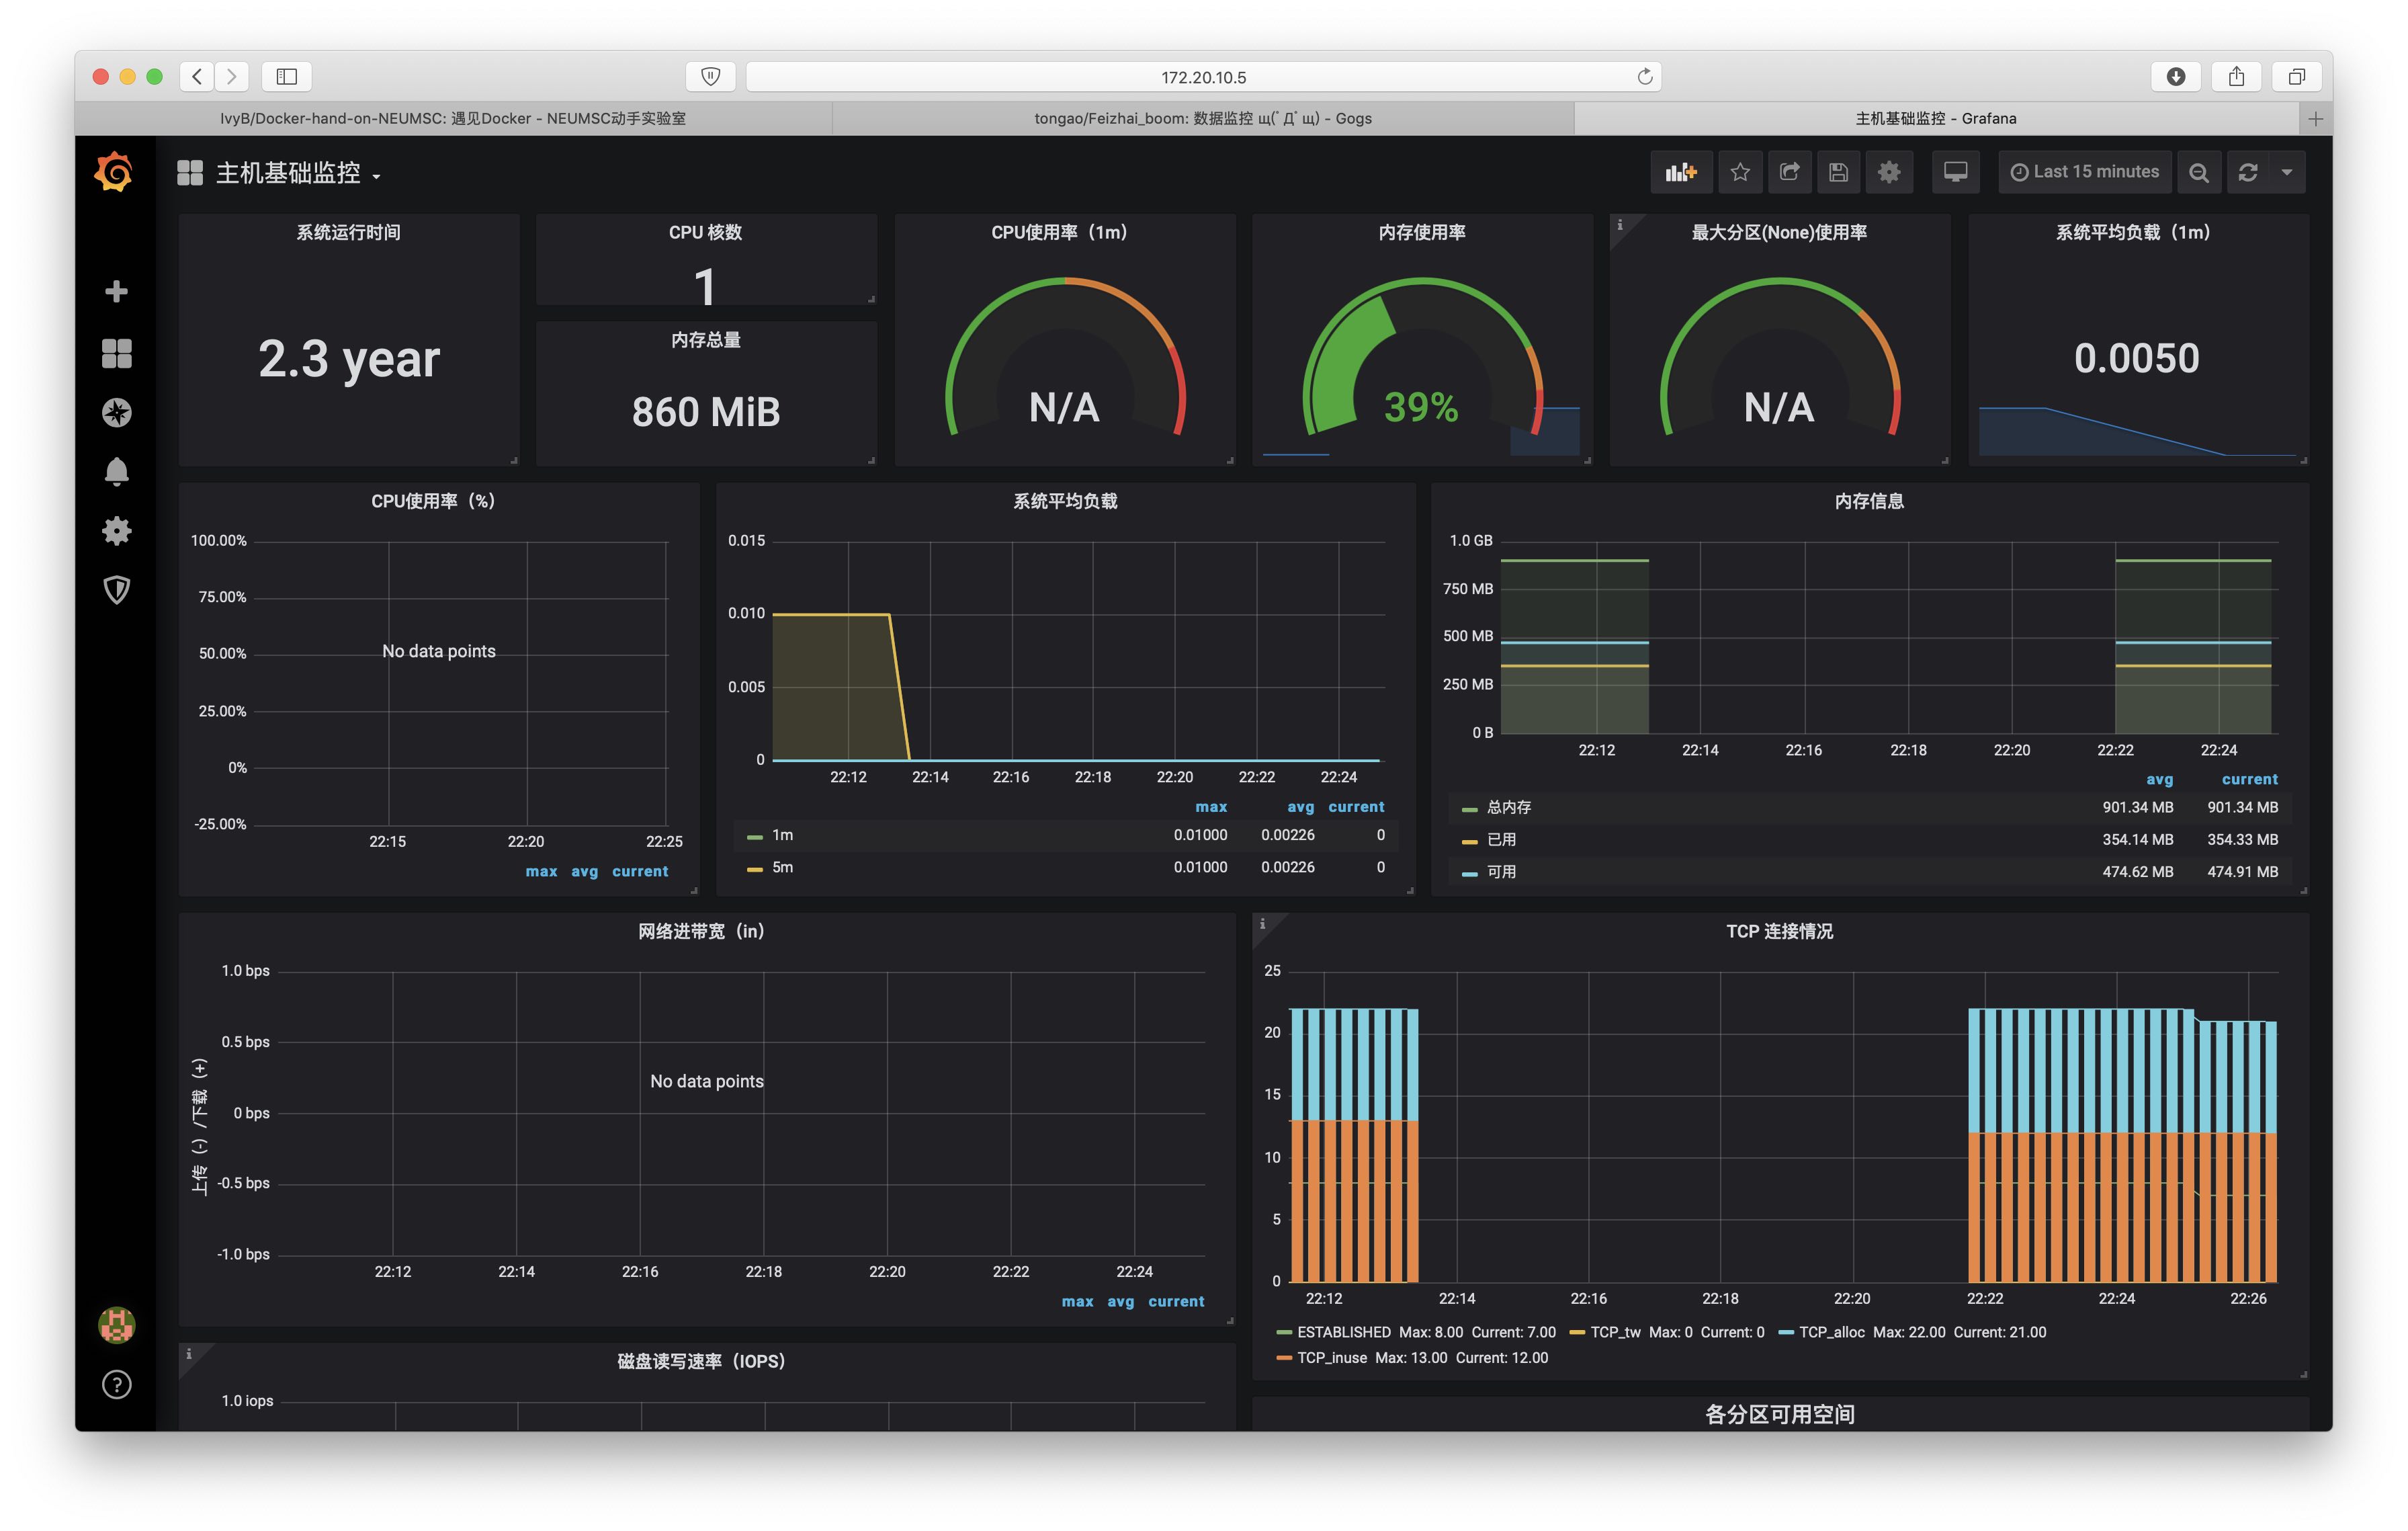 172.20.10.5
IvyB/Docker-hand-on-NEUMSC: 遇见Docker - NEUMSC动手实验室
tongao/Feizhai_boom: 数据监控 щ(ﾟДﾟщ) - Gogs
主机基础监控 - Grafana
主机基础监控
Last 15 minutes
系统运行时间
2.3 year
CPU 核数
1
内存总量
860 MiB
CPU使用率（1m）
N/A
内存使用率
39%
最大分区(None)使用率
N/A
系统平均负载（1m）
0.0050
CPU使用率（%）
100.00%
75.00%
50.00%
25.00%
0%
-25.00%
No data points
22:15 22:20 22:25
max avg current
系统平均负载
0.015
0.010
0.005
0
22:12 22:14 22:16 22:18 22:20 22:22 22:24
max avg current
1m 0.01000 0.00226 0
5m 0.01000 0.00226 0
内存信息
1.0 GB
750 MB
500 MB
250 MB
0 B
22:12 22:14 22:16 22:18 22:20 22:22 22:24
avg current
总内存 901.34 MB 901.34 MB
已用 354.14 MB 354.33 MB
可用 474.62 MB 474.91 MB
网络进带宽（in）
上传（-）/下载（+）
1.0 bps
0.5 bps
0 bps
-0.5 bps
-1.0 bps
No data points
22:12 22:14 22:16 22:18 22:20 22:22 22:24
max avg current
TCP 连接情况
25
20
15
10
5
0
22:12 22:14 22:16 22:18 22:20 22:22 22:24 22:26
ESTABLISHED Max: 8.00 Current: 7.00 TCP_tw Max: 0 Current: 0 TCP_alloc Max: 22.00 Current: 21.00
TCP_inuse Max: 13.00 Current: 12.00
磁盘读写速率（IOPS）
1.0 iops
各分区可用空间